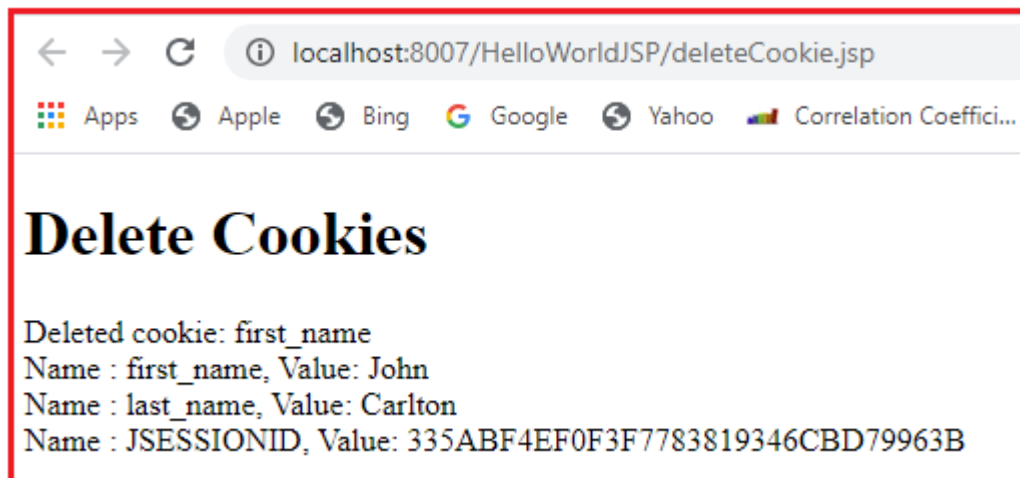 localhost:8007/HelloWorldJSP/deleteCookie.jsp
Apps Apple Bing Google Yahoo Correlation Coeffici...
Delete Cookies
Deleted cookie: first_name
Name : first_name, Value: John
Name : last_name, Value: Carlton
Name : JSESSIONID, Value: 335ABF4EF0F3F7783819346CBD79963B